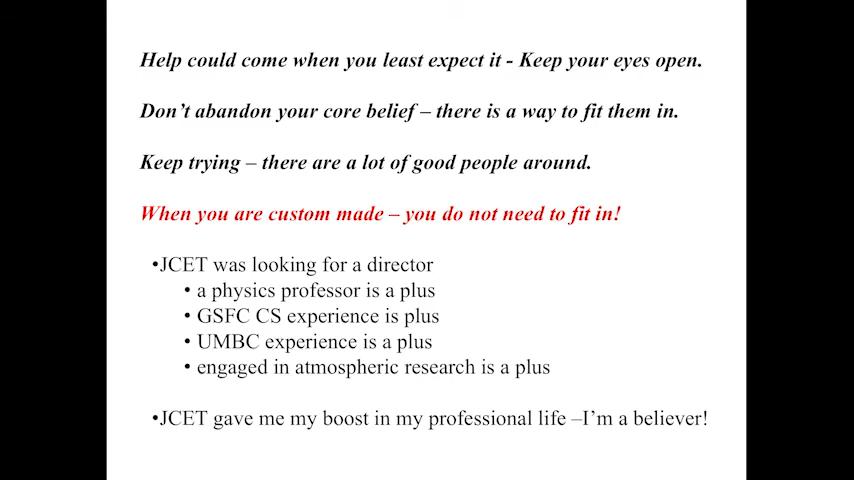 Help could come when you least expect it - Keep your eyes open.
Don't abandon your core belief – there is a way to fit them in.
Keep trying – there are a lot of good people around.
When you are custom made – you do not need to fit in!
•JCET was looking for a director
• a physics professor is a plus
• GSFC CS experience is plus
• UMBC experience is a plus
• engaged in atmospheric research is a plus
•JCET gave me my boost in my professional life –I'm a believer!